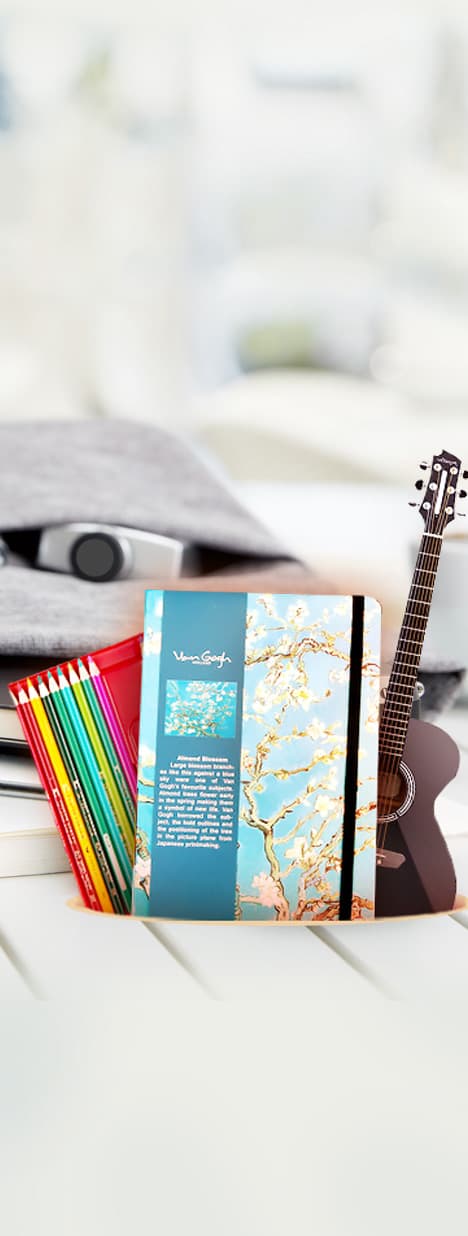 Van Gogh
Almond Blossom
Large blossom branch-
es like this against a blue
sky were one of Van
Gogh's favourite subjects.
Almond trees flower early
in the spring making them
a symbol of new life. Van
Gogh borrowed the sub-
ject, the bold outlines and
the positioning of the tree
in the picture plane from
Japanese printmaking.